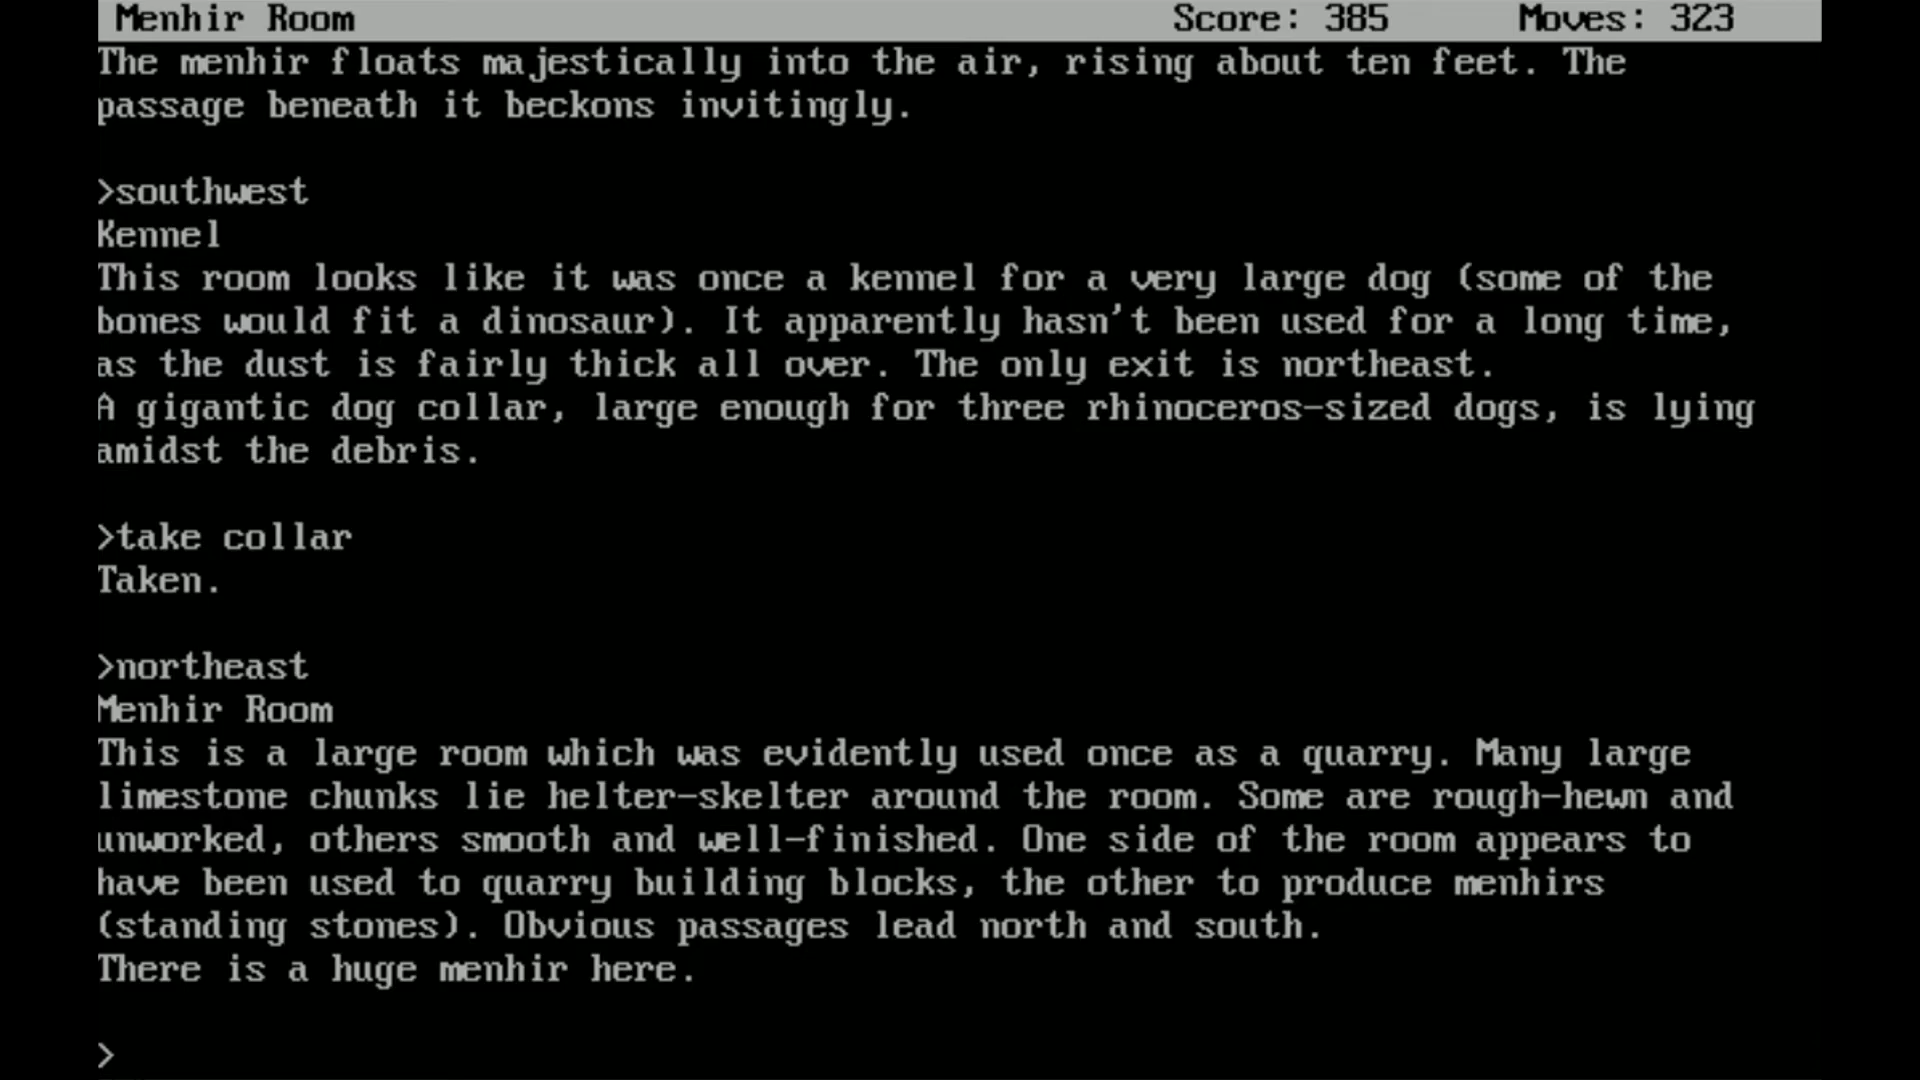 Menhir Room Score: 385 Moves: 323
The menhir floats majestically into the air, rising about ten feet. The
passage beneath it beckons invitingly.
>southwest
Kennel
This room looks like it was once a kennel for a very large dog (some of the
bones would fit a dinosaur). It apparently hasn't been used for a long time,
as the dust is fairly thick all over. The only exit is northeast.
A gigantic dog collar, large enough for three rhinoceros-sized dogs, is lying
amidst the debris.
>take collar
Taken.
>northeast
Menhir Room
This is a large room which was evidently used once as a quarry. Many large
limestone chunks lie helter-skelter around the room. Some are rough-hewn and
unworked, others smooth and well-finished. One side of the room appears to
have been used to quarry building blocks, the other to produce menhirs
(standing stones). Obvious passages lead north and south.
There is a huge menhir here.
>